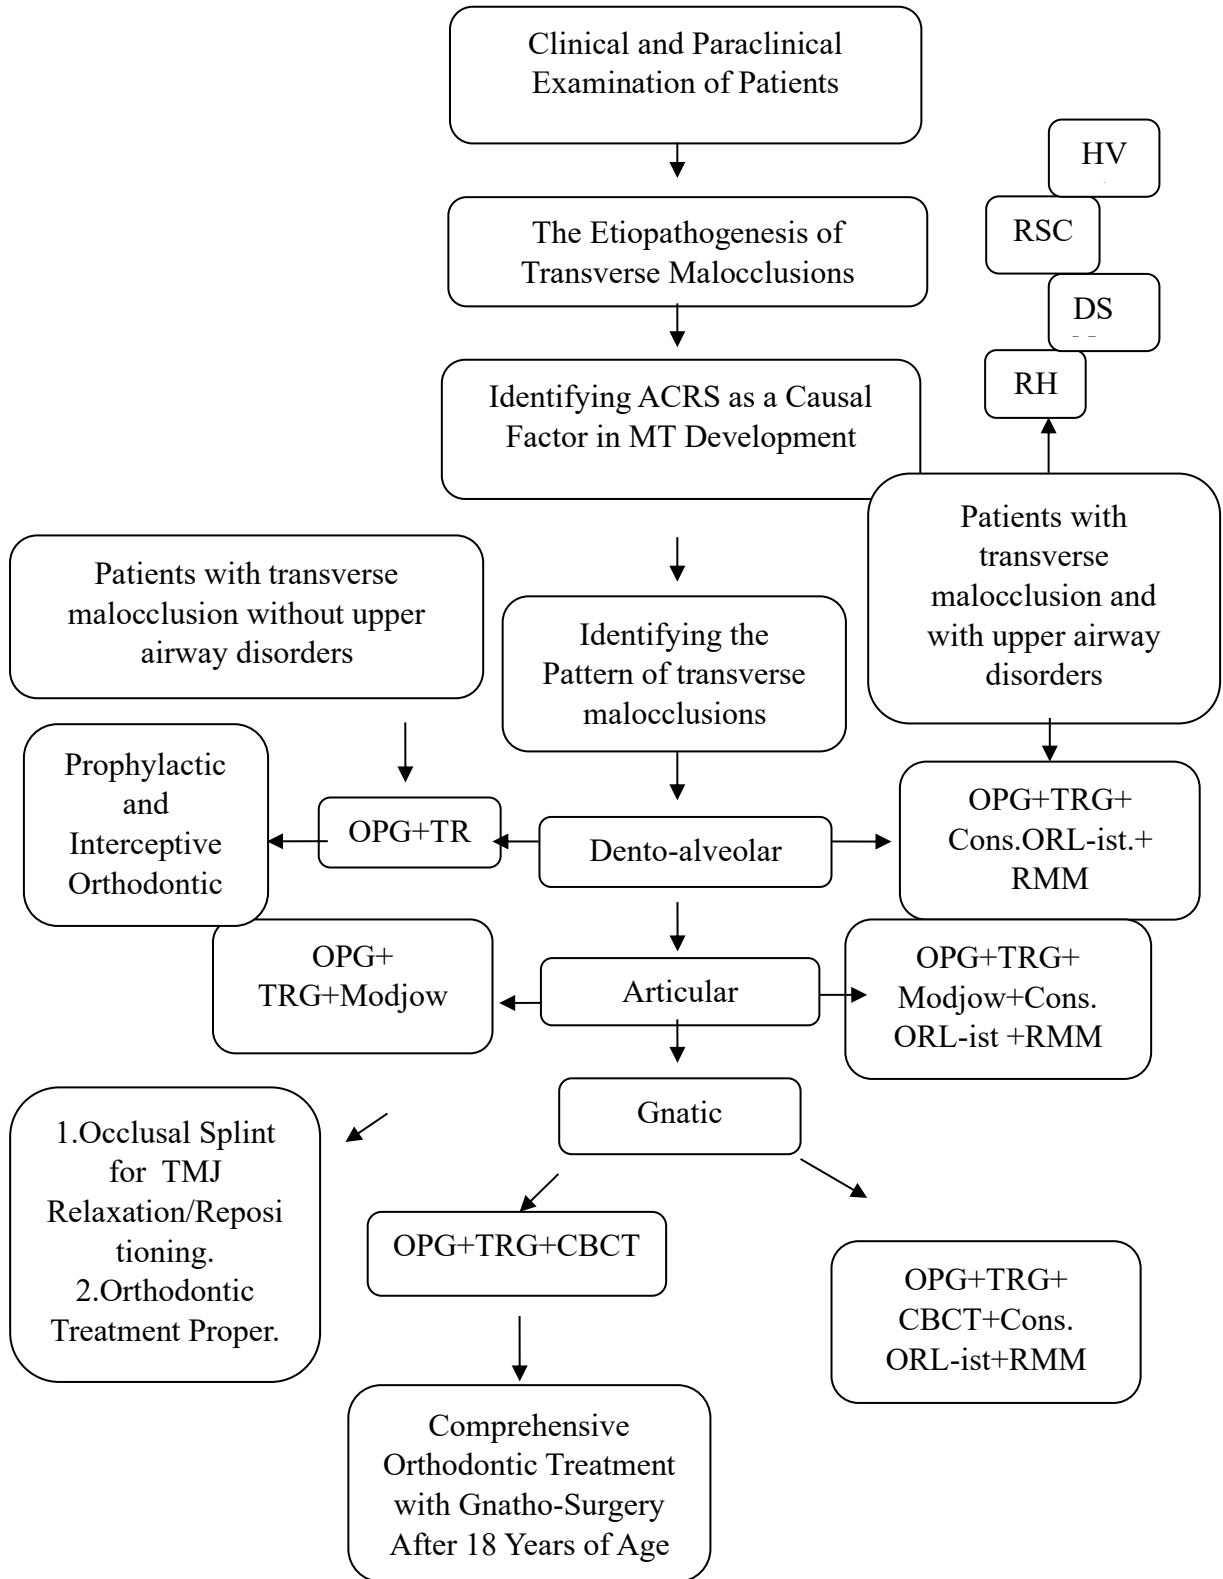 Clinical and Paraclinical
Examination of Patients
HV
RSC
DS
RH
The Etiopathogenesis of
Transverse Malocclusions
Identifying ACRS as a Causal
Factor in MT Development
Patients with transverse
malocclusion without upper
airway disorders
Identifying the
Pattern of transverse
malocclusions
Patients with
transverse
malocclusion and
with upper airway
disorders
Prophylactic
and
Interceptive
Orthodontic
OPG+TR
Dento-alveolar
OPG+TRG+
Cons.ORL-ist.+
RMM
OPG+
TRG+Modjow
Articular
OPG+TRG+
Modjow+Cons.
ORL-ist +RMM
Gnatic
1.Occlusal Splint
for TMJ
Relaxation/Reposi
tioning.
2.Orthodontic
Treatment Proper.
OPG+TRG+CBCT
OPG+TRG+
CBCT+Cons.
ORL-ist+RMM
Comprehensive
Orthodontic Treatment
with Gnatho-Surgery
After 18 Years of Age